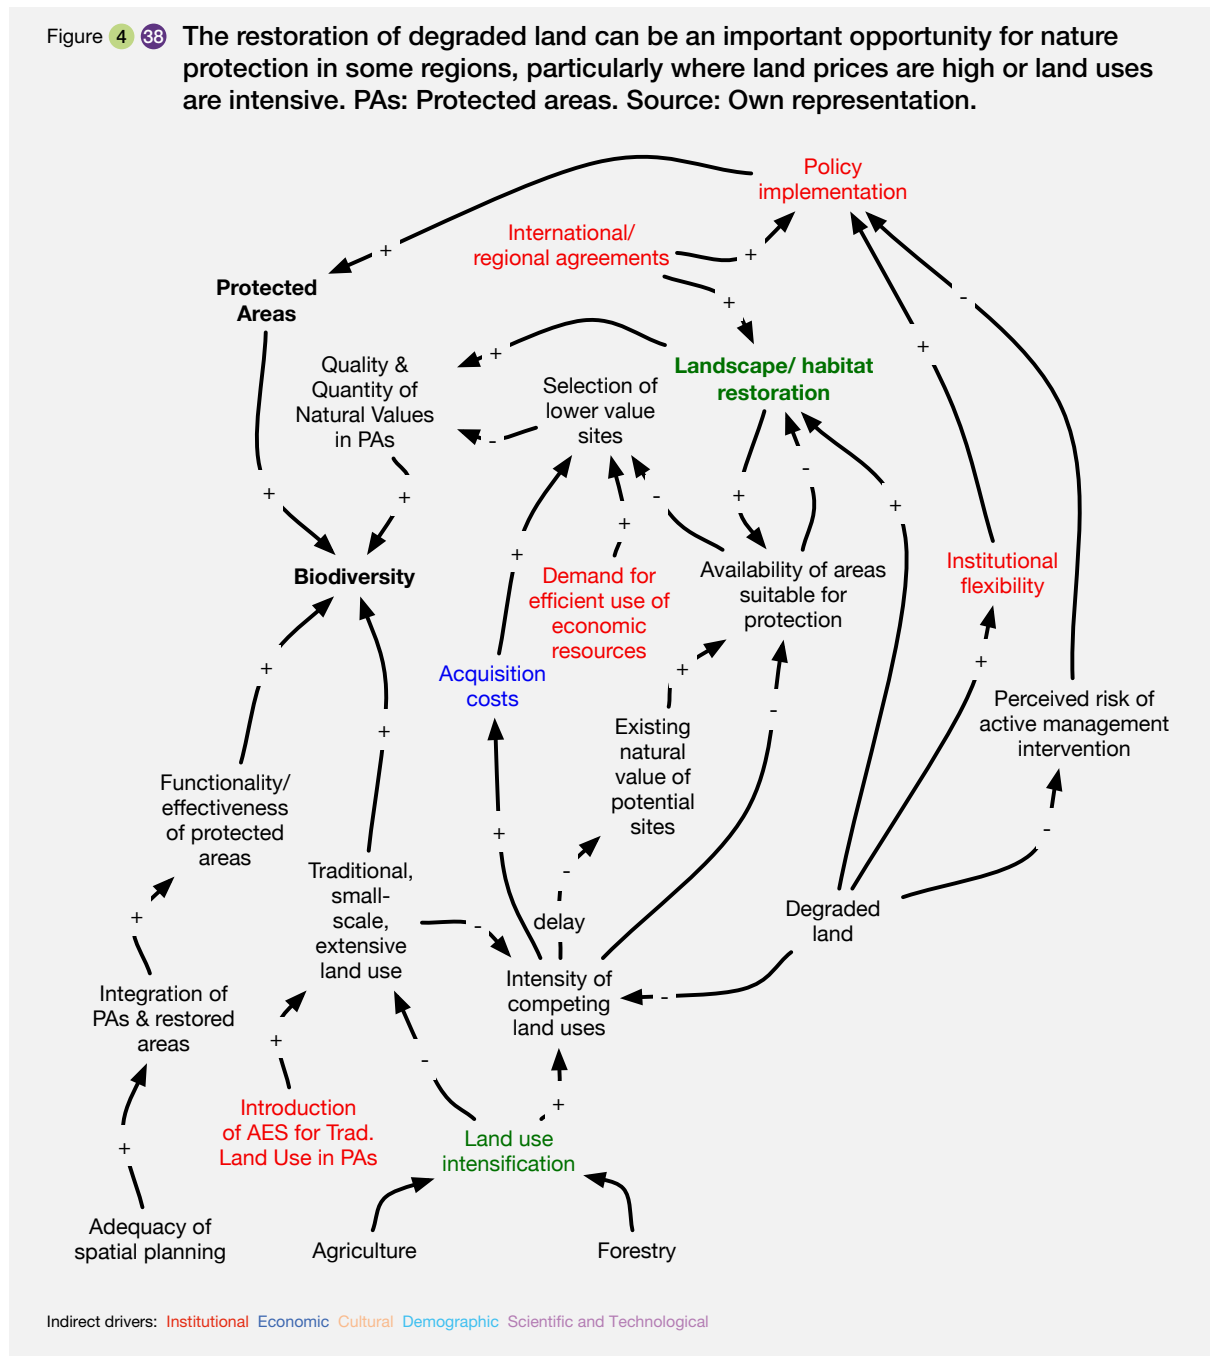 Figure 4 38 The restoration of degraded land can be an important opportunity for nature
protection in some regions, particularly where land prices are high or land uses
are intensive. PAs: Protected areas. Source: Own representation.
Policy
implementation
International/
regional agreements
+
+
+
-
+
Protected
Areas
Landscape/ habitat
restoration
+
Quality &
Quantity of
Natural Values
in PAs
Selection of
lower value
sites
-
+
+
+
-
-
+
+
+
Biodiversity
Demand for
efficient use of
economic
resources
Availability of areas
suitable for
protection
Institutional
flexibility
+
+
+
Acquisition
costs
-
Existing
natural
value of
potential
sites
Perceived risk of
active management
intervention
+
Functionality/
effectiveness
of protected
areas
+
-
-
Traditional,
small-
scale,
extensive
land use
+
-
delay
Degraded
land
Integration of
PAs & restored
areas
Intensity of
competing
land uses
-
+
-
+
Introduction
of AES for Trad.
Land Use in PAs
+
Land use
intensification
Adequacy of
spatial planning
Agriculture
Forestry
Indirect drivers: Institutional Economic Cultural Demographic Scientific and Technological